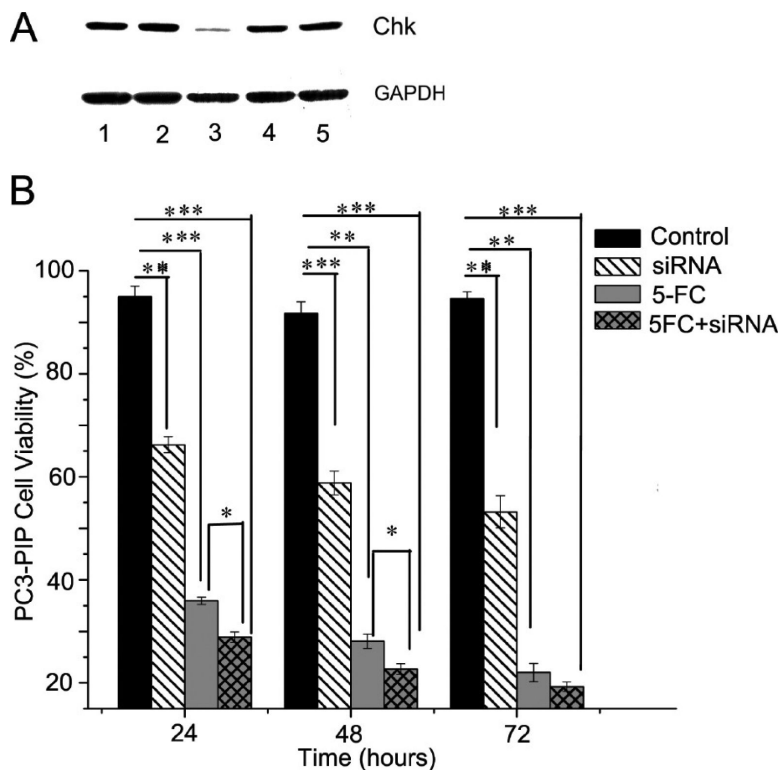 A
Chk
GAPDH
1 2 3 4 5
B
***
***
**
***
**
***
***
**
**
*
*
Control
siRNA
5-FC
5FC+siRNA
PC3-PIP Cell Viability (%)
100
80
60
40
20
24 48 72
Time (hours)